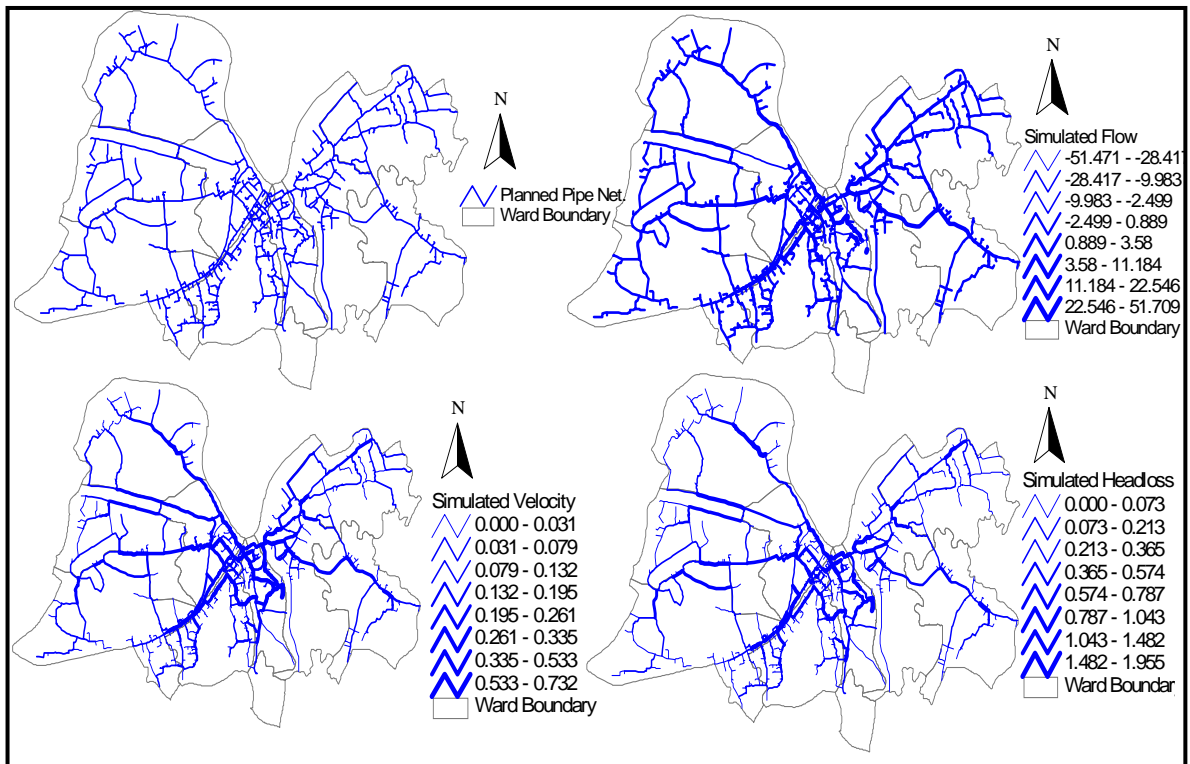 N
Planned Pipe Net.
Ward Boundary
N
Simulated Flow
-51.471 - -28.417
-28.417 - -9.983
-9.983 - -2.499
-2.499 - 0.889
0.889 - 3.58
3.58 - 11.184
11.184 - 22.546
22.546 - 51.709
Ward Boundary
N
Simulated Velocity
0.000 - 0.031
0.031 - 0.079
0.079 - 0.132
0.132 - 0.195
0.195 - 0.261
0.261 - 0.335
0.335 - 0.533
0.533 - 0.732
Ward Boundary
N
Simulated Headloss
0.000 - 0.073
0.073 - 0.213
0.213 - 0.365
0.365 - 0.574
0.574 - 0.787
0.787 - 1.043
1.043 - 1.482
1.482 - 1.955
Ward Boundar